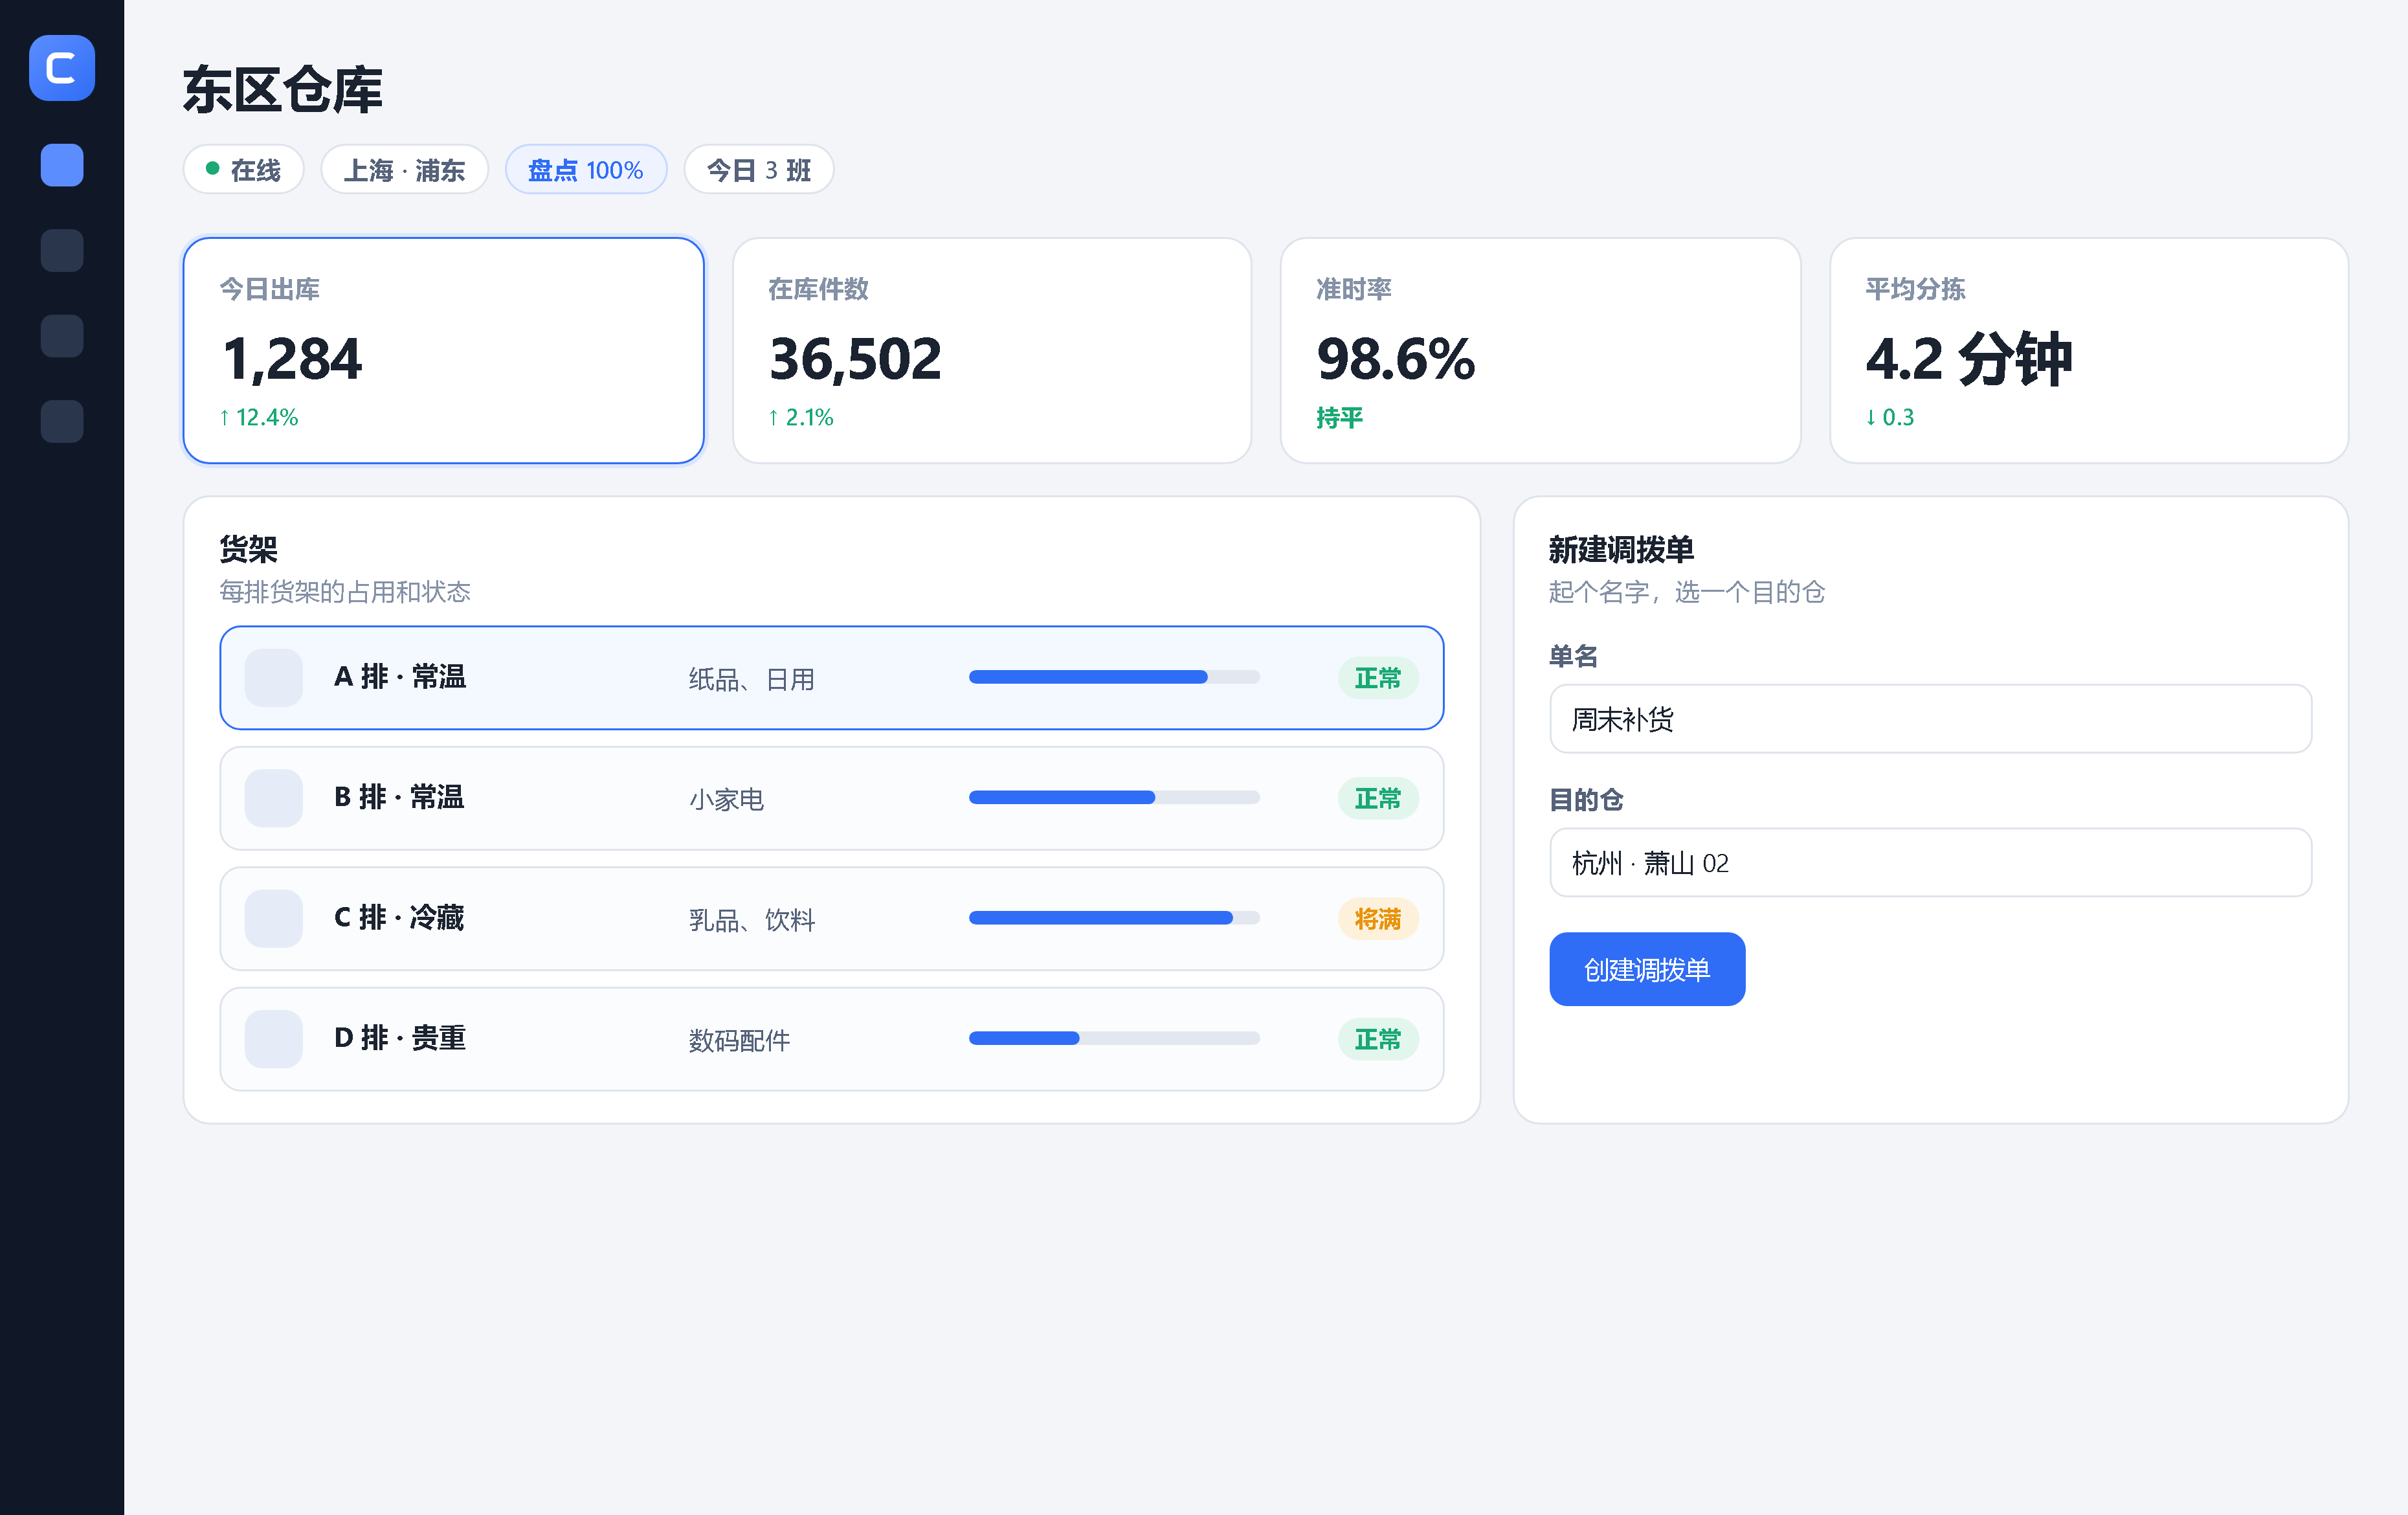 C
东区仓库
在线
上海 · 浦东
盘点 100%
今日 3 班
今日出库
1,284
↑ 12.4%
在库件数
36,502
↑ 2.1%
准时率
98.6%
持平
平均分拣
4.2 分钟
↓ 0.3
货架
每排货架的占用和状态
A 排 · 常温
纸品、日用
正常
B 排 · 常温
小家电
正常
C 排 · 冷藏
乳品、饮料
将满
D 排 · 贵重
数码配件
正常
新建调拨单
起个名字，选一个目的仓
单名
周末补货
目的仓
杭州 · 萧山 02
创建调拨单